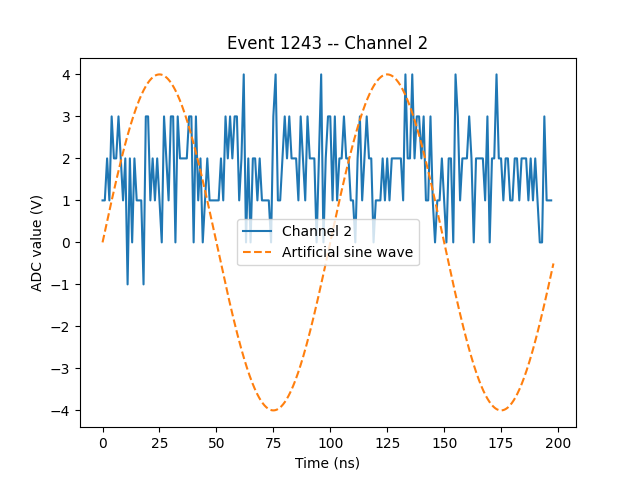 Event 1243 -- Channel 2
ADC value (V)
4
3
2
1
0
−1
−2
−3
−4
Channel 2
Artificial sine wave
0 25 50 75 100 125 150 175 200
Time (ns)